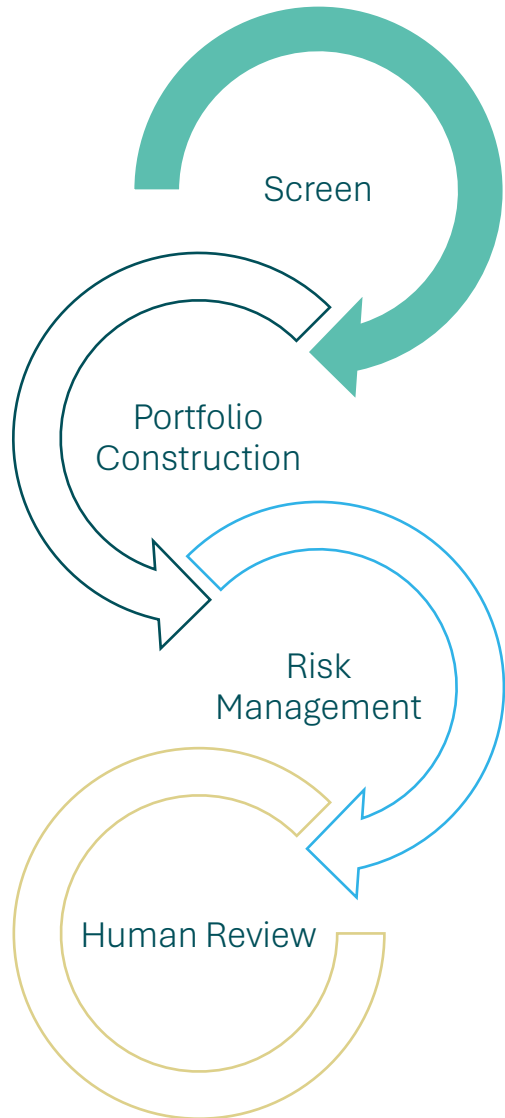 Screen
Portfolio
Construction
Risk
Management
Human Review